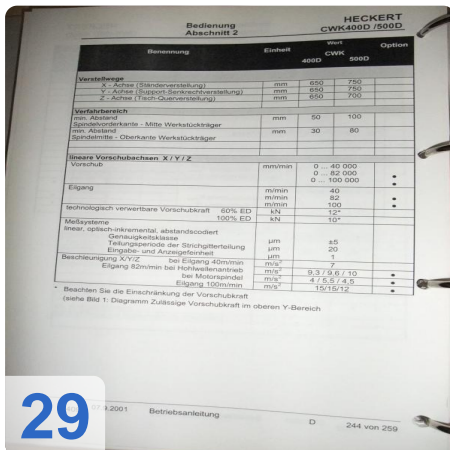 Bedienung
Abschnitt 2
HECKERT
CWK400D /500D
Benennung Einheit Wert Option
CWK
400D 500D
Verstellwege
X - Achse (Ständerverstellung) mm 650 750
Y - Achse (Support-Senkrechtverstellung) mm 650 750
Z - Achse (Tisch-Querverstellung) mm 650 700
Verfahrbereich
min. Abstand mm 50 100
Spindelvorderkante - Mitte Werkstückträger
min. Abstand mm 30 80
Spindelmitte - Oberkante Werkstückträger
lineare Vorschubachsen X / Y / Z
Vorschub mm/min 0 ... 40 000
0 ... 82 000 •
0 ... 100 000 •
Eilgang m/min 40
m/min 82 •
m/min 100 •
technologisch verwertbare Vorschubkraft 60% ED kN 12*
100% ED kN 10*
Meßsysteme
linear, optisch-inkremental, abstandscodiert
Genauigkeitsklasse µm ±5
Teilungsperiode der Strichgitterteilung µm 20
Eingabe- und Anzeigefeinheit µm 1
Beschleunigung X/Y/Z bei Eilgang 40m/min m/s² 7
Eilgang 82m/min bei Hohlwellenantrieb m/s² 9,3 / 9,6 / 10 •
bei Motorspindel m/s² 4 / 5,5 / 4,5 •
Eilgang 100m/min m/s² 15/15/12 •
* Beachten Sie die Einschränkung der Vorschubkraft
(siehe Bild 1: Diagramm Zulässige Vorschubkraft im oberen Y-Bereich
.9.2001 Betriebsanleitung D 244 von 259
29